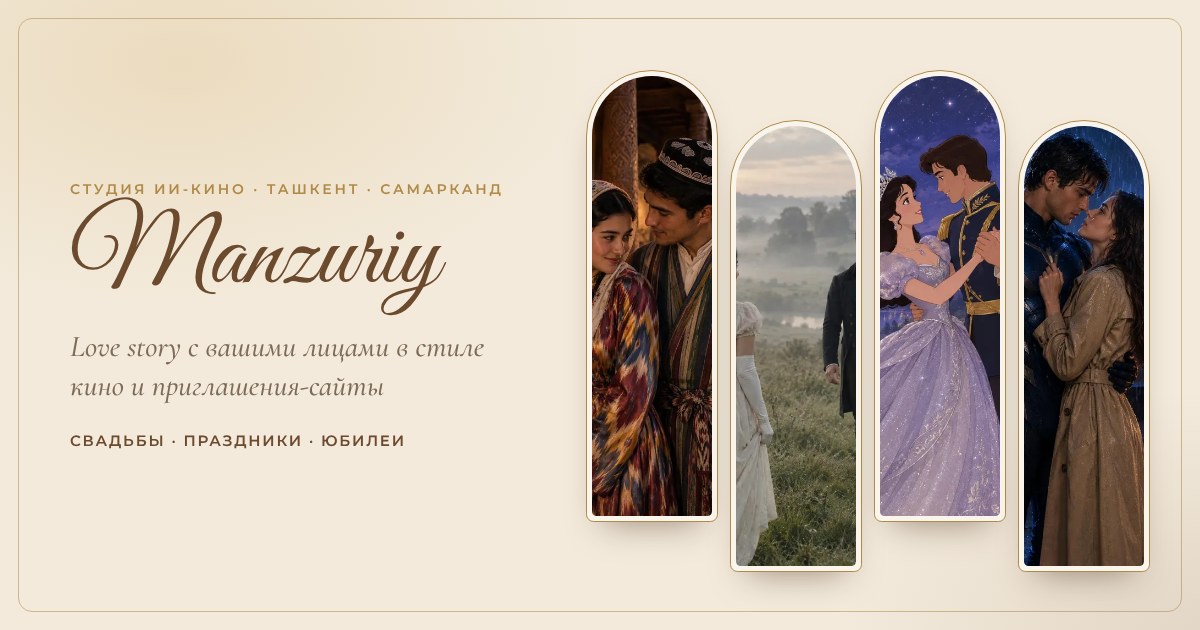 СТУДИЯ ИИ-КИНО · ТАШКЕНТ · САМАРКАНД
Manzuriy
Love story с вашими лицами в стиле
кино и приглашения-сайты
СВАДЬБЫ · ПРАЗДНИКИ · ЮБИЛЕИ